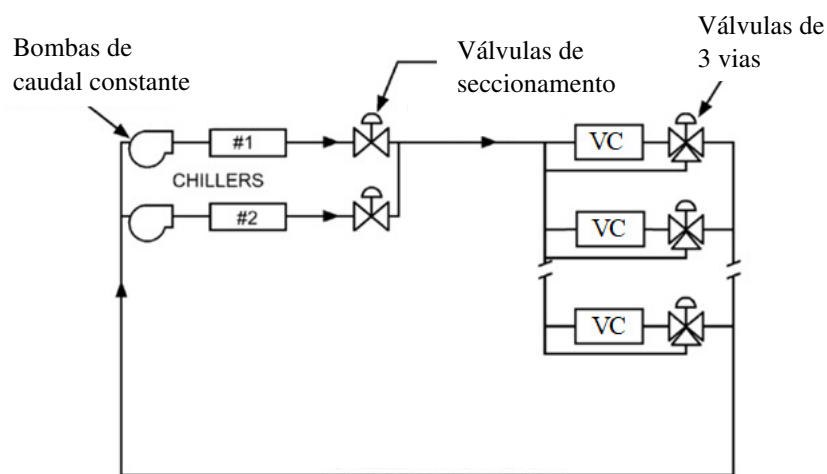 Bombas de
caudal constante
Válvulas de
seccionamento
Válvulas de
3 vias
#1
CHILLERS
#2
VC
VC
VC